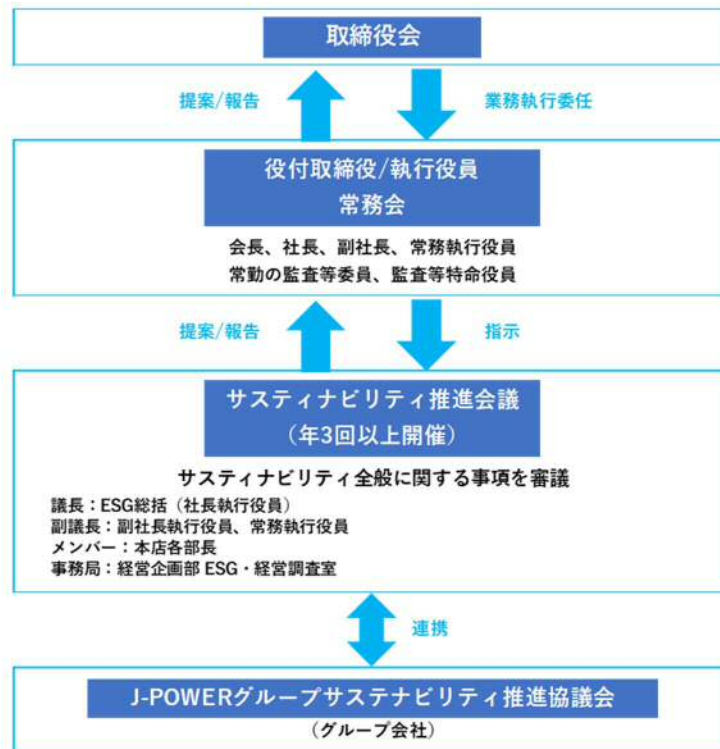 取締役会
提案/報告
業務執行委任
役付取締役/執行役員
常務会
会長、社長、副社長、常務執行役員
常勤の監査等委員、監査等特命役員
提案/報告
指示
サスティナビリティ推進会議
（年3回以上開催）
サスティナビリティ全般に関する事項を審議
議長：ESG総括（社長執行役員）
副議長：副社長執行役員、常務執行役員
メンバー：本店各部長
事務局：経営企画部 ESG・経営調査室
連携
J-POWERグループサステナビリティ推進協議会
（グループ会社）